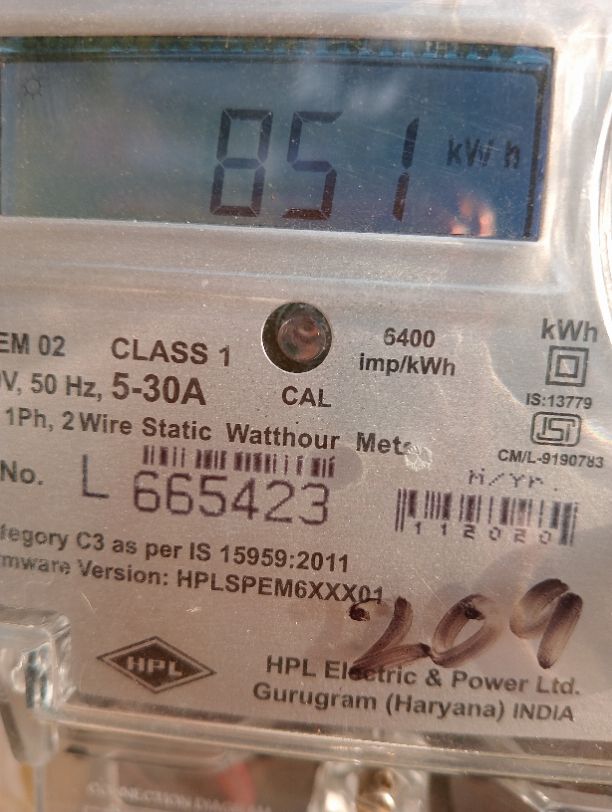 851 kWh
EM 02 CLASS 1
6400
imp/kWh
kWh
V, 50 Hz, 5-30A
CAL
IS:13779
1Ph, 2 Wire Static Watthour
CM/L-9190783
No. L 665423
M/Yr.
112020
tegory C3 as per IS 15959:2011
mware Version: HPLSPEM6XXX01
209
HPL
HPL Electric & Power Ltd.
Gurugram (Haryana) INDIA
CONNECTION DIAGRAM